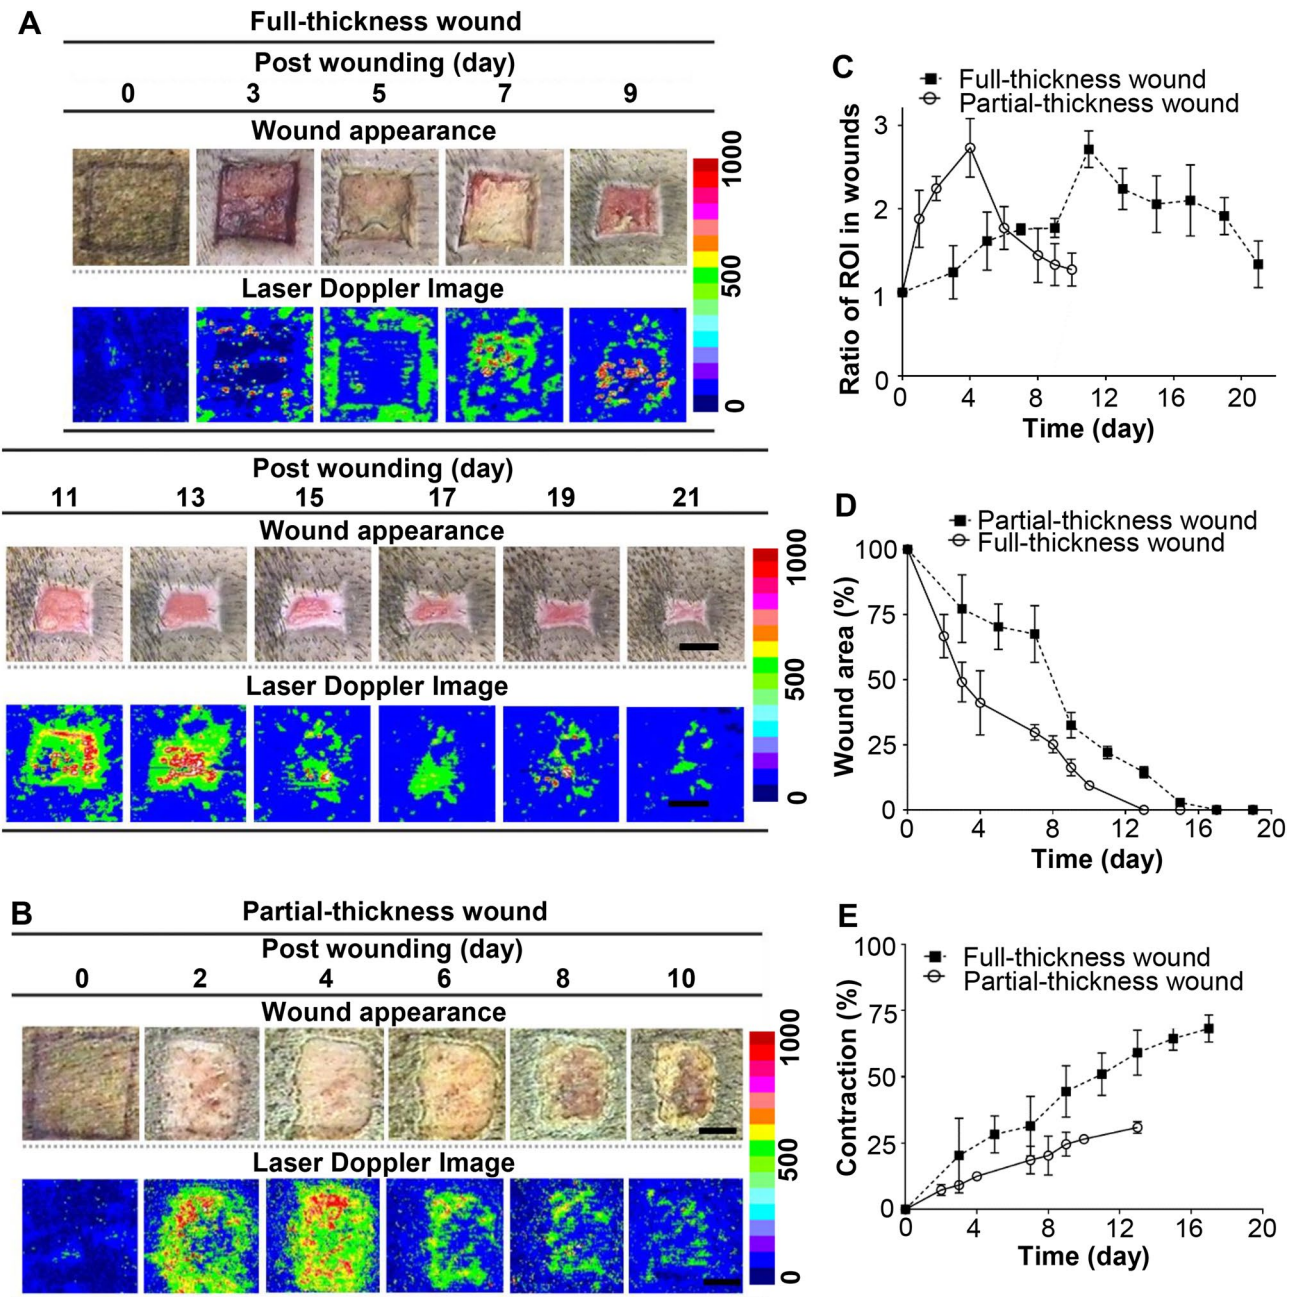 A
Full-thickness wound
Post wounding (day)
0 3 5 7 9
Wound appearance
Laser Doppler Image
1000
500
0
Post wounding (day)
11 13 15 17 19 21
Wound appearance
Laser Doppler Image
1000
500
0
B
Partial-thickness wound
Post wounding (day)
0 2 4 6 8 10
Wound appearance
Laser Doppler Image
1000
500
0
C
Full-thickness wound
Partial-thickness wound
Ratio of ROI in wounds
3
2
1
0
0 4 8 12 16 20
Time (day)
D
Partial-thickness wound
Full-thickness wound
Wound area (%)
100
75
50
25
0
0 4 8 12 16 20
Time (day)
E
Full-thickness wound
Partial-thickness wound
Contraction (%)
100
75
50
25
0
0 4 8 12 16 20
Time (day)